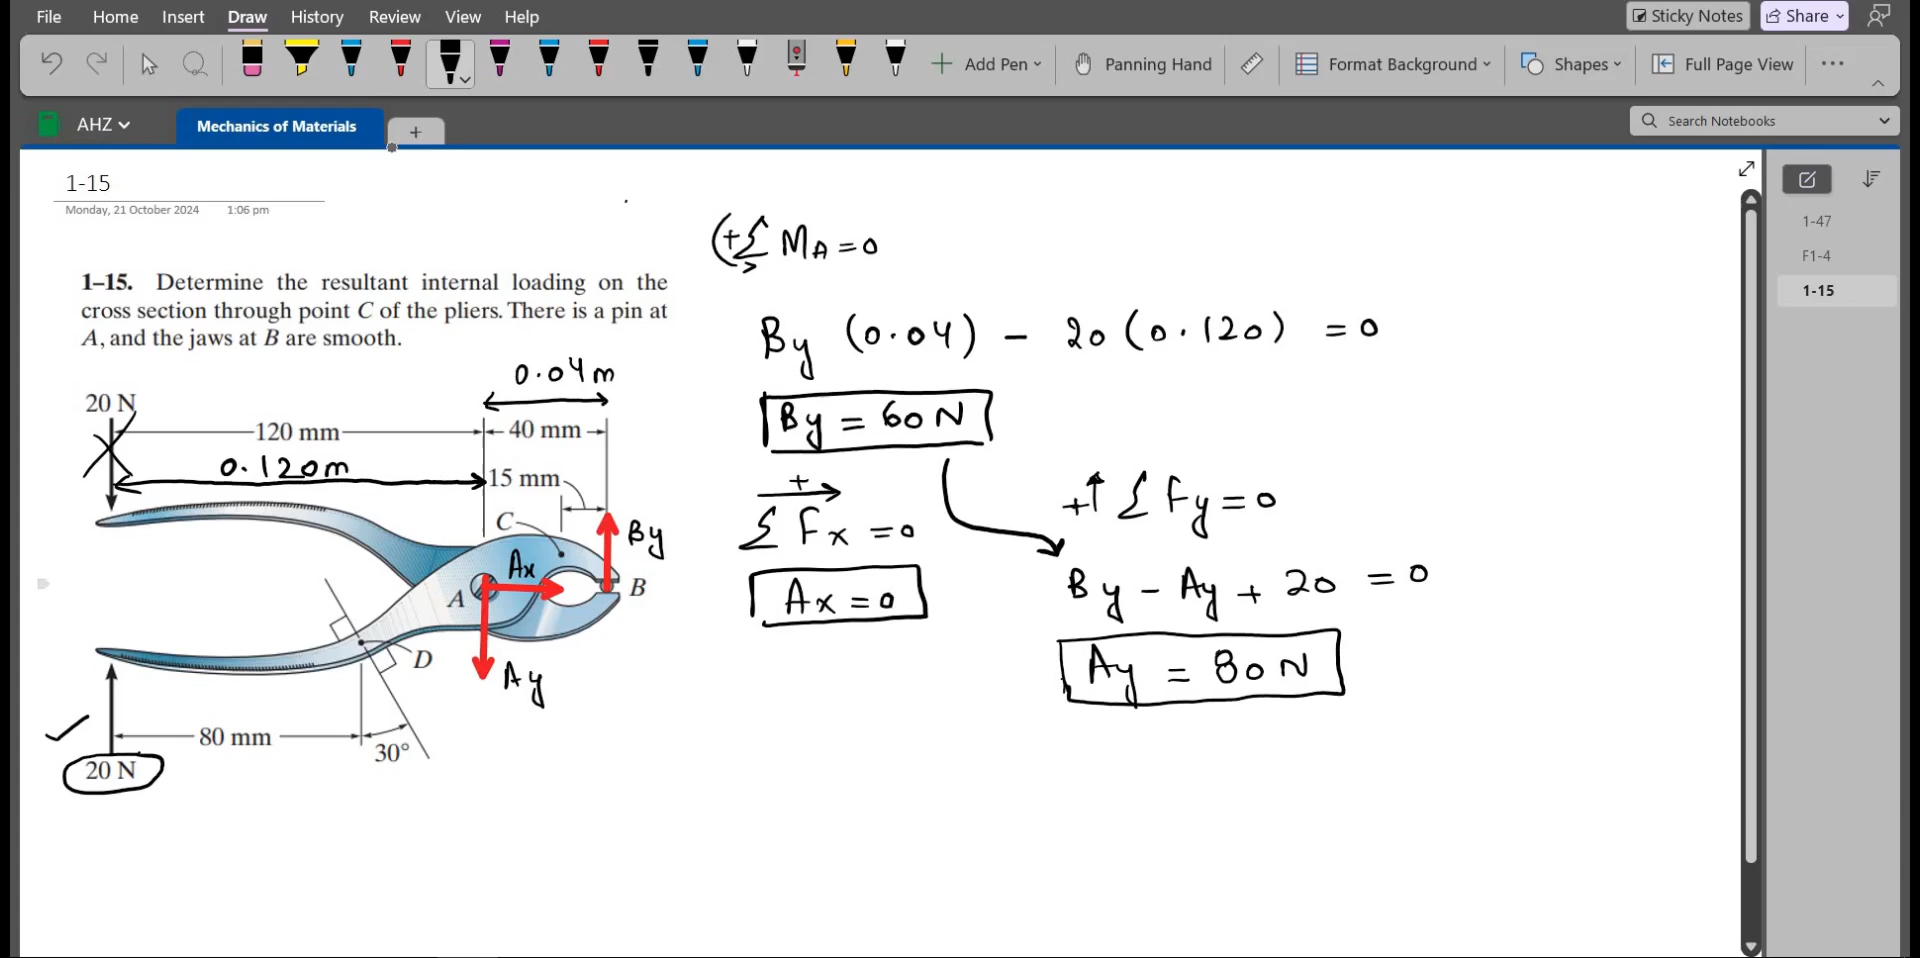 File Home Insert Draw History Review View Help
Sticky Notes Share
Add Pen Panning Hand Format Background Shapes Full Page View
AHZ Mechanics of Materials + Search Notebooks
1-15
Monday, 21 October 2024 1:06 pm
1-47
F1-4
1-15
1–15. Determine the resultant internal loading on the
cross section through point C of the pliers. There is a pin at
A, and the jaws at B are smooth.
0.04m
20 N
120 mm 40 mm
0.120m
15 mm
C
By
Ax
A
B
D
Ay
80 mm
30°
20 N
(+Σ MA = 0
By (0.04) - 20 (0.120) = 0
By = 60 N
+
Σ Fx = 0
Ax = 0
+↑ Σ Fy = 0
By - Ay + 20 = 0
Ay = 80 N